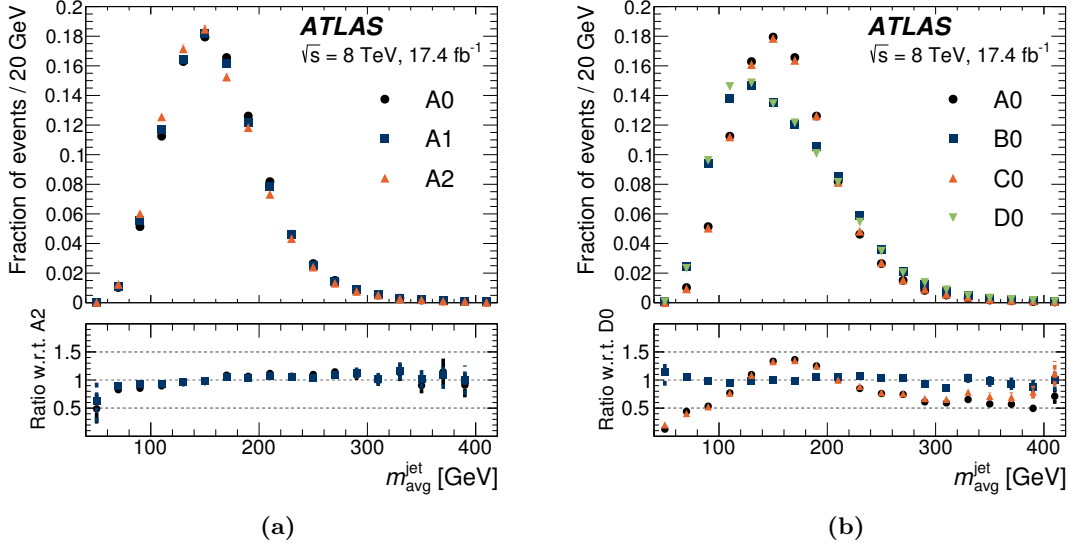 Fraction of events / 20 GeV
0.18
0.16
0.14
0.12
0.1
0.08
0.06
0.04
0.02
0
ATLAS
√s = 8 TeV, 17.4 fb⁻¹
A0
A1
A2
Ratio w.r.t. A2
1.5
1
0.5
100 200 300 400
m_avg^jet [GeV]
(a)
Fraction of events / 20 GeV
0.18
0.16
0.14
0.12
0.1
0.08
0.06
0.04
0.02
0
ATLAS
√s = 8 TeV, 17.4 fb⁻¹
A0
B0
C0
D0
Ratio w.r.t. D0
1.5
1
0.5
100 200 300 400
m_avg^jet [GeV]
(b)